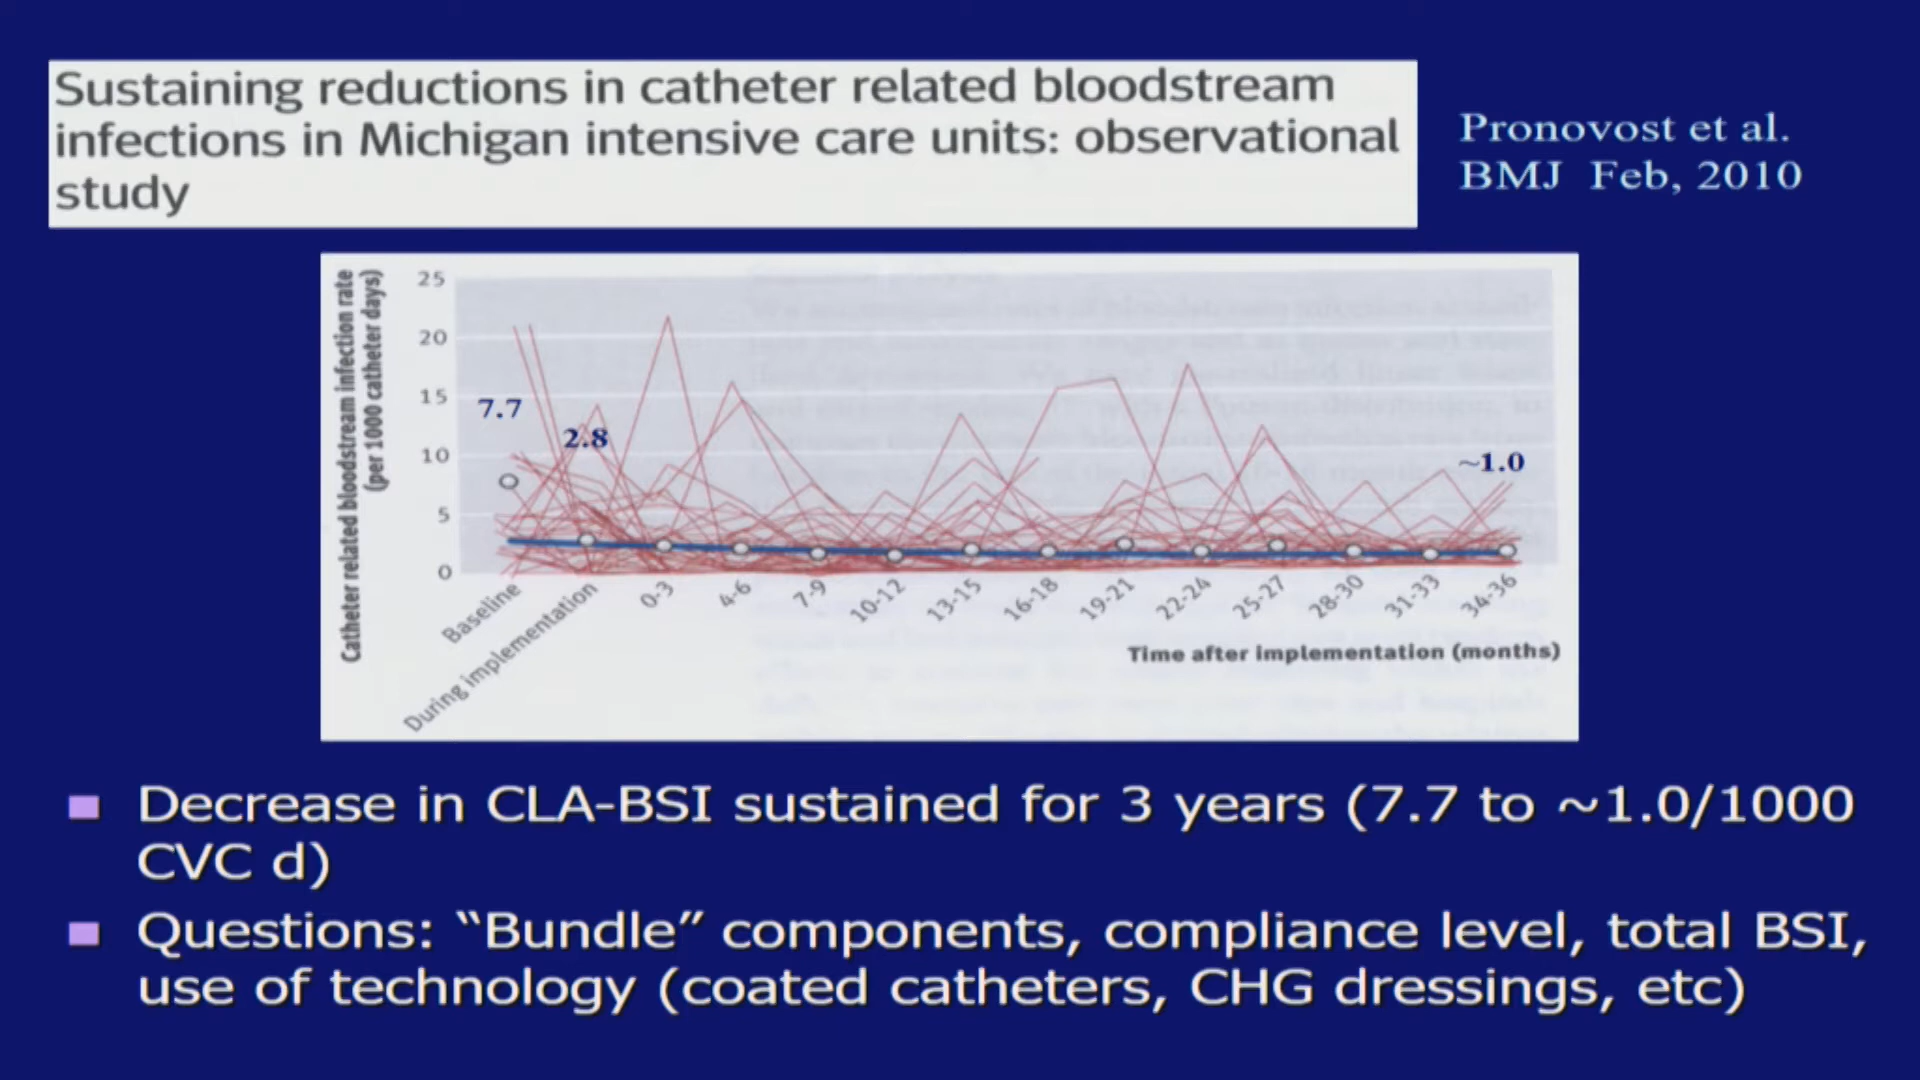 Sustaining reductions in catheter related bloodstream
infections in Michigan intensive care units: observational
study
Pronovost et al.
BMJ Feb, 2010
Catheter related bloodstream infection rate
(per 1000 catheter days)
25
20
15
10
5
0
7.7
2.8
~1.0
Baseline
During implementation
0-3
4-6
7-9
10-12
13-15
16-18
19-21
22-24
25-27
28-30
31-33
34-36
Time after implementation (months)
Decrease in CLA-BSI sustained for 3 years (7.7 to ~1.0/1000
CVC d)
Questions: “Bundle” components, compliance level, total BSI,
use of technology (coated catheters, CHG dressings, etc)